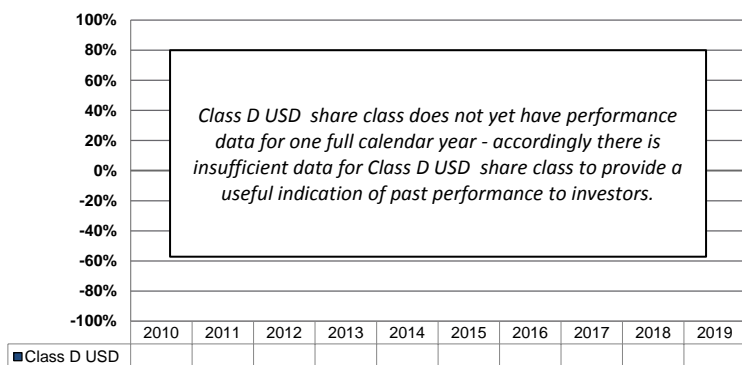 100%
80%
60%
40%
20%
0%
-20%
-40%
-60%
-80%
-100%
Class D USD share class does not yet have performance
data for one full calendar year - accordingly there is
insufficient data for Class D USD share class to provide a
useful indication of past performance to investors.
2010 2011 2012 2013 2014 2015 2016 2017 2018 2019
Class D USD